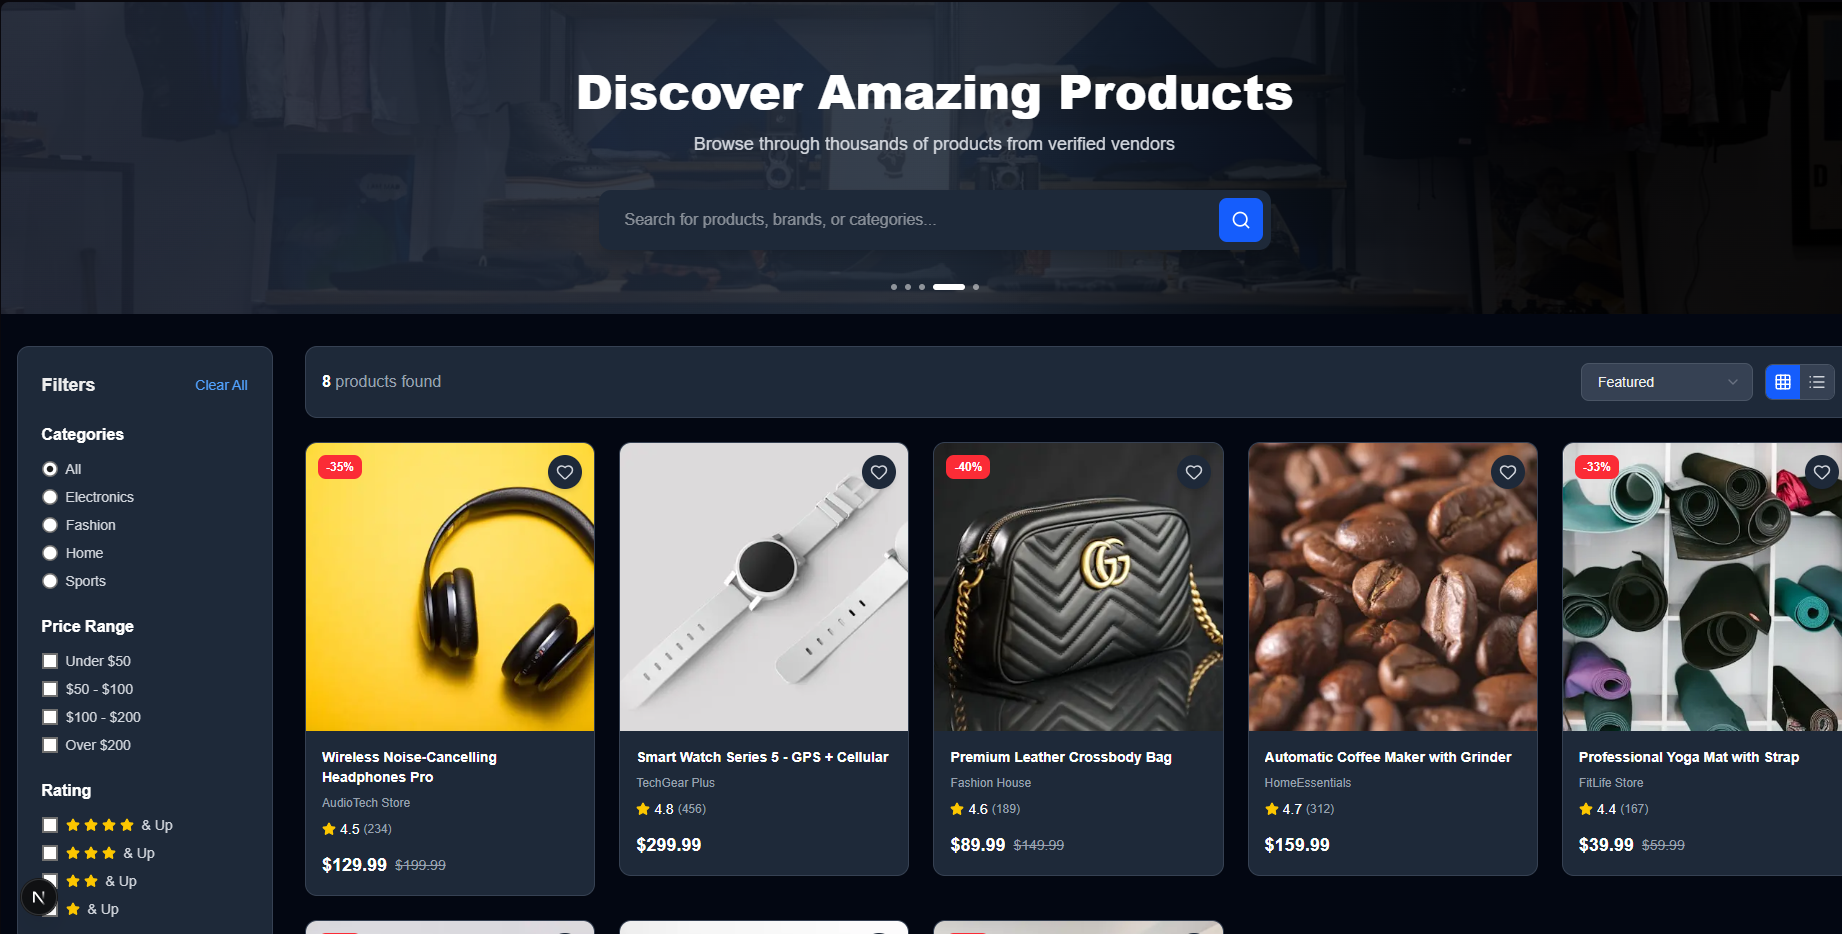 Discover Amazing Products
Browse through thousands of products from verified vendors
Search for products, brands, or categories...
Filters
Clear All
Categories
All
Electronics
Fashion
Home
Sports
Price Range
Under $50
$50 - $100
$100 - $200
Over $200
Rating
& Up
& Up
& Up
& Up
N
8 products found
Featured
-35%
Wireless Noise-Cancelling
Headphones Pro
AudioTech Store
4.5 (234)
$129.99 $199.99
Smart Watch Series 5 - GPS + Cellular
TechGear Plus
4.8 (456)
$299.99
-40%
Premium Leather Crossbody Bag
Fashion House
4.6 (189)
$89.99 $149.99
Automatic Coffee Maker with Grinder
HomeEssentials
4.7 (312)
$159.99
-33%
Professional Yoga Mat with Strap
FitLife Store
4.4 (167)
$39.99 $59.99